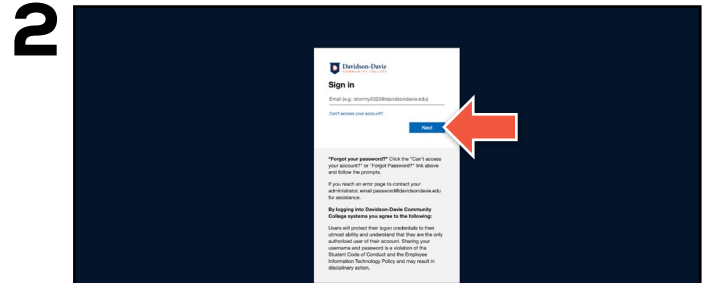 2
Davidson-Davie
COMMUNITY COLLEGE
Sign in
Email (e.g. istormy2023@davidsondavie.edu)
Can't access your account?
Next
"Forgot your password?" Click the "Can't access
your account?" or "Forgot Password?" link above
and follow the prompts.
If you reach an error page to contact your
administrator, email password@davidsondavie.edu
for assistance.
By logging into Davidson-Davie Community
College systems you agree to the following:
Users will protect their logon credentials to their
utmost ability and understand that they are the only
authorized user of their account. Sharing your
username and password is a violation of the
Student Code of Conduct and the Employee
Information Technology Policy and may result in
disciplinary action.